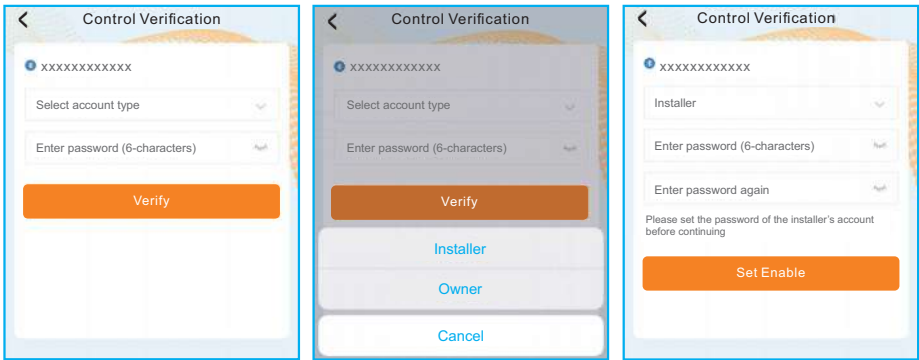 Control Verification
xxxxxxxxxxxx
Select account type
Enter password (6-characters)
Verify
Control Verification
xxxxxxxxxxxx
Select account type
Enter password (6-characters)
Verify
Installer
Owner
Cancel
Control Verification
xxxxxxxxxxxx
Installer
Enter password (6-characters)
Enter password again
Please set the password of the installer's account
before continuing
Set Enable